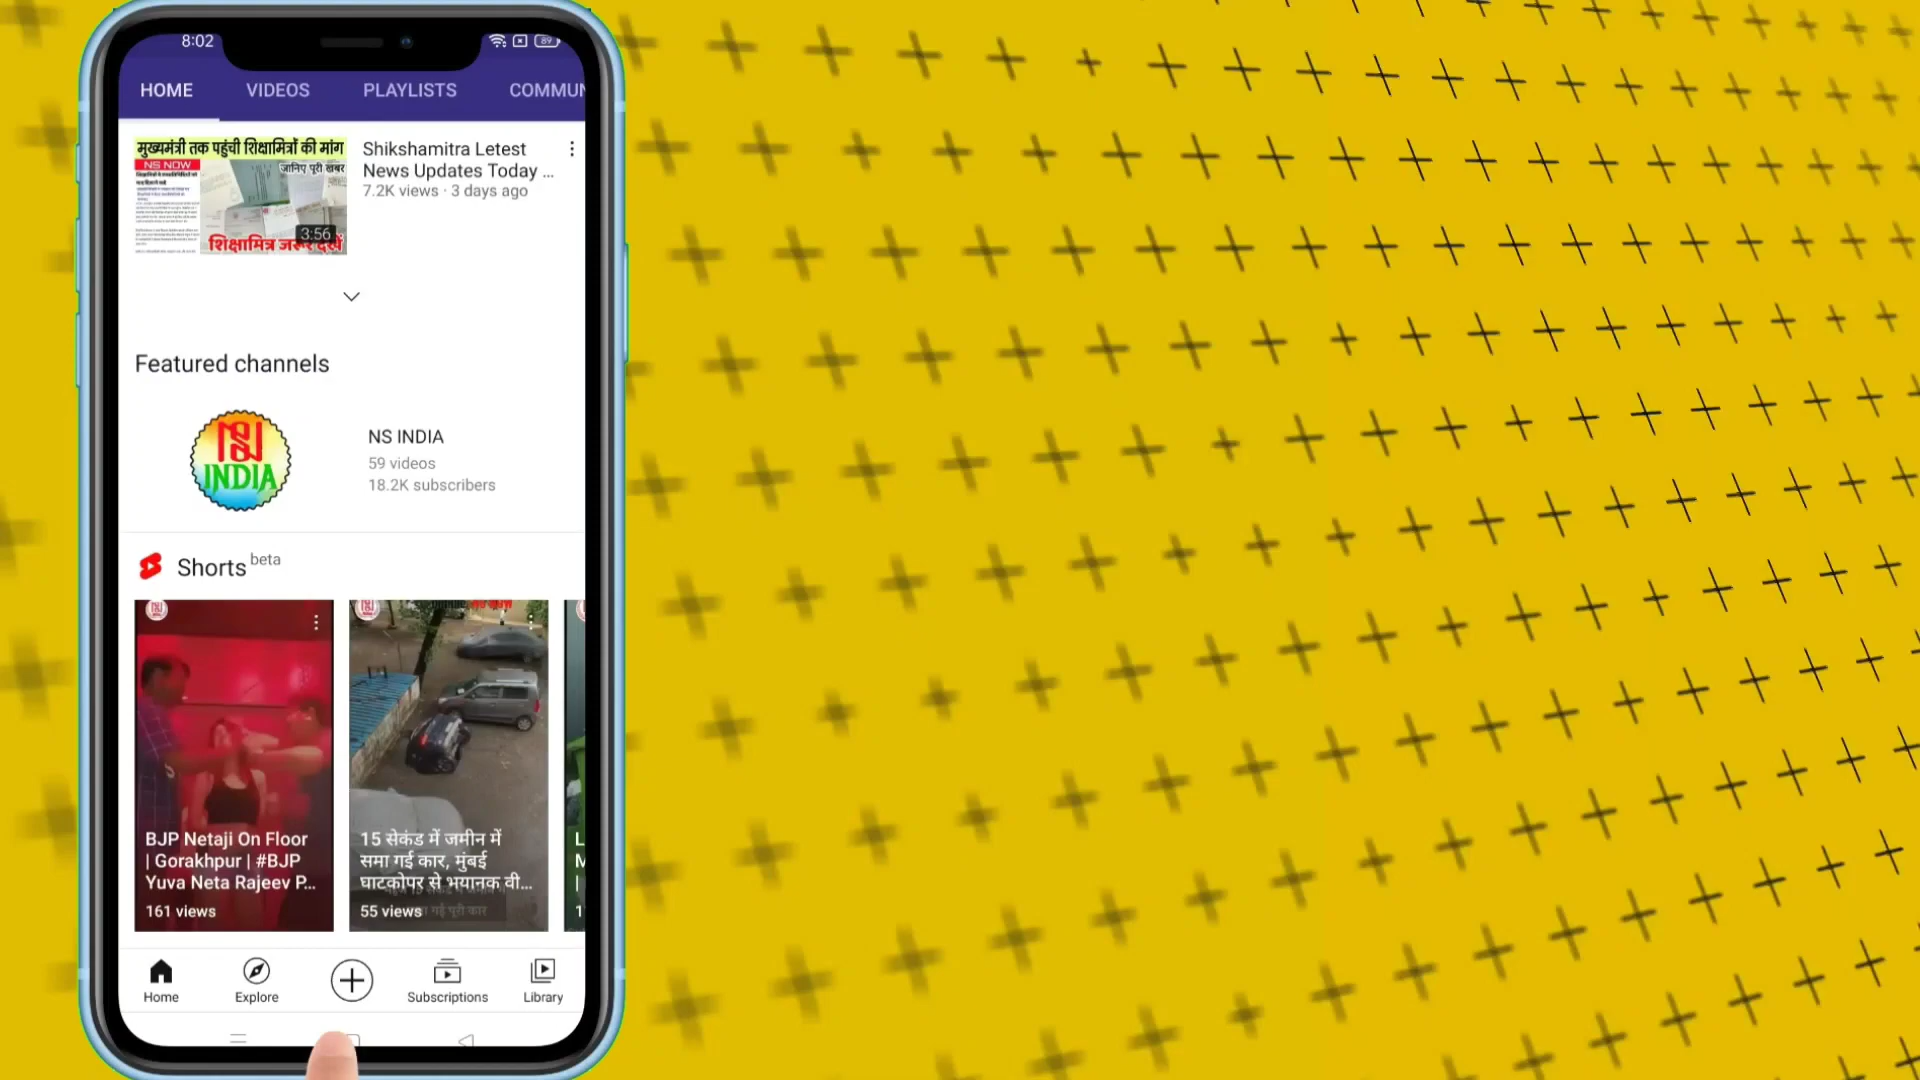 8:02
89
HOME
VIDEOS
PLAYLISTS
COMMUN
मुख्यमंत्री तक पहुंची शिक्षामित्रों की मांग
NS NOW
जानिए पूरी खबर
3:56
शिक्षामित्र जरूर देखें
Shikshamitra Letest
News Updates Today ...
7.2K views · 3 days ago
Featured channels
INDIA
NS INDIA
59 videos
18.2K subscribers
Shorts beta
BJP Netaji On Floor
| Gorakhpur | #BJP
Yuva Neta Rajeev P...
161 views
15 सेकंड में जमीन में
समा गई कार, मुंबई
घाटकोपर से भयानक वी...
55 views
L
M
|
1
Home
Explore
Subscriptions
Library